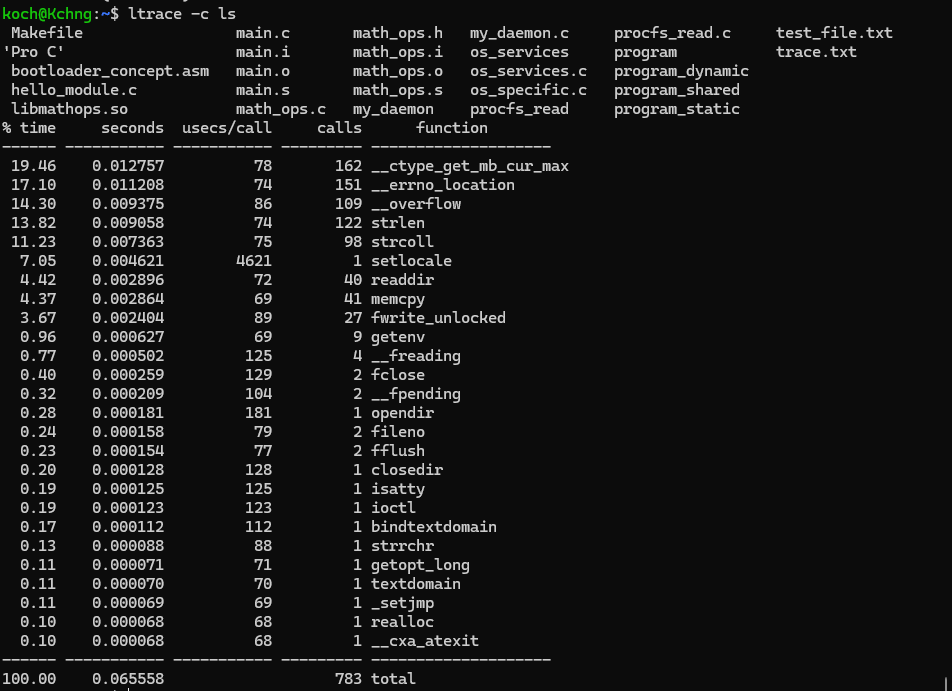 koch@Kchng:~$ ltrace -c ls
 Makefile                 main.c       math_ops.h   my_daemon.c     procfs_read.c     test_file.txt
'Pro C'                   main.i       math_ops.i   os_services     program           trace.txt
 bootloader_concept.asm   main.o       math_ops.o   os_services.c   program_dynamic
 hello_module.c           main.s       math_ops.s   os_specific.c   program_shared
 libmathops.so            math_ops.c   my_daemon    procfs_read     program_static
% time     seconds  usecs/call     calls      function
------ ----------- ----------- --------- --------------------
 19.46    0.012757          78       162 __ctype_get_mb_cur_max
 17.10    0.011208          74       151 __errno_location
 14.30    0.009375          86       109 __overflow
 13.82    0.009058          74       122 strlen
 11.23    0.007363          75        98 strcoll
  7.05    0.004621        4621         1 setlocale
  4.42    0.002896          72        40 readdir
  4.37    0.002864          69        41 memcpy
  3.67    0.002404          89        27 fwrite_unlocked
  0.96    0.000627          69         9 getenv
  0.77    0.000502         125         4 __freading
  0.40    0.000259         129         2 fclose
  0.32    0.000209         104         2 __fpending
  0.28    0.000181         181         1 opendir
  0.24    0.000158          79         2 fileno
  0.23    0.000154          77         2 fflush
  0.20    0.000128         128         1 closedir
  0.19    0.000125         125         1 isatty
  0.19    0.000123         123         1 ioctl
  0.17    0.000112         112         1 bindtextdomain
  0.13    0.000088          88         1 strrchr
  0.11    0.000071          71         1 getopt_long
  0.11    0.000070          70         1 textdomain
  0.11    0.000069          69         1 _setjmp
  0.10    0.000068          68         1 realloc
  0.10    0.000068          68         1 __cxa_atexit
------ ----------- ----------- --------- --------------------
100.00    0.065558                   783 total